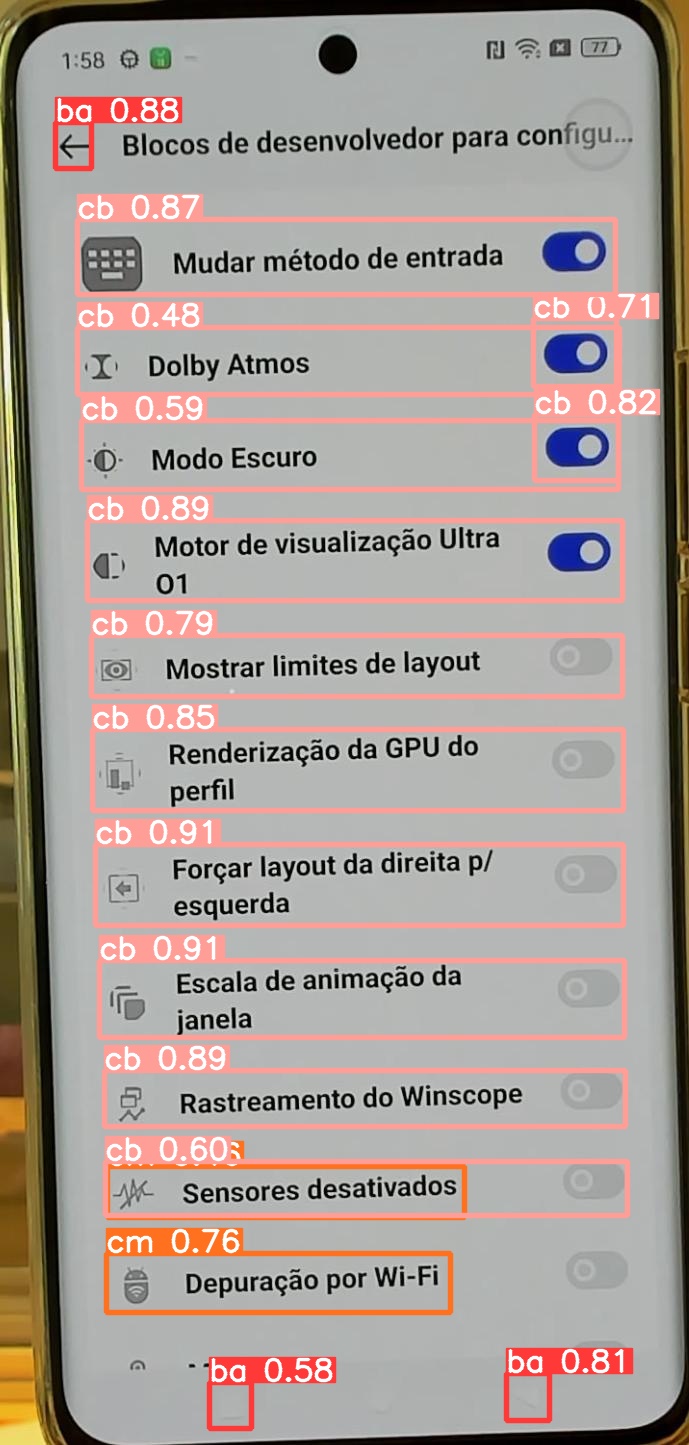 1:58 77
ba 0.88
Blocos de desenvolvedor para configu...
cb 0.87
Mudar método de entrada
cb 0.48 cb 0.71
Dolby Atmos
cb 0.59 cb 0.82
Modo Escuro
cb 0.89
Motor de visualização Ultra
O1
cb 0.79
Mostrar limites de layout
cb 0.85
Renderização da GPU do
perfil
cb 0.91
Forçar layout da direita p/
esquerda
cb 0.91
Escala de animação da
janela
cb 0.89
Rastreamento do Winscope
cb 0.60
Sensores desativados
cm 0.76
Depuração por Wi-Fi
ba 0.58 ba 0.81